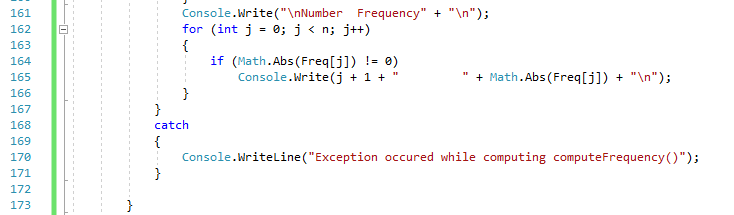 161 Console.Write("\nNumber  Frequency" + "\n");
162 for (int j = 0; j < n; j++)
163 {
164 if (Math.Abs(Freq[j]) != 0)
165 Console.Write(j + 1 + "         " + Math.Abs(Freq[j]) + "\n");
166 }
167 }
168 catch
169 {
170 Console.WriteLine("Exception occured while computing computeFrequency()");
171 }
172
173 }